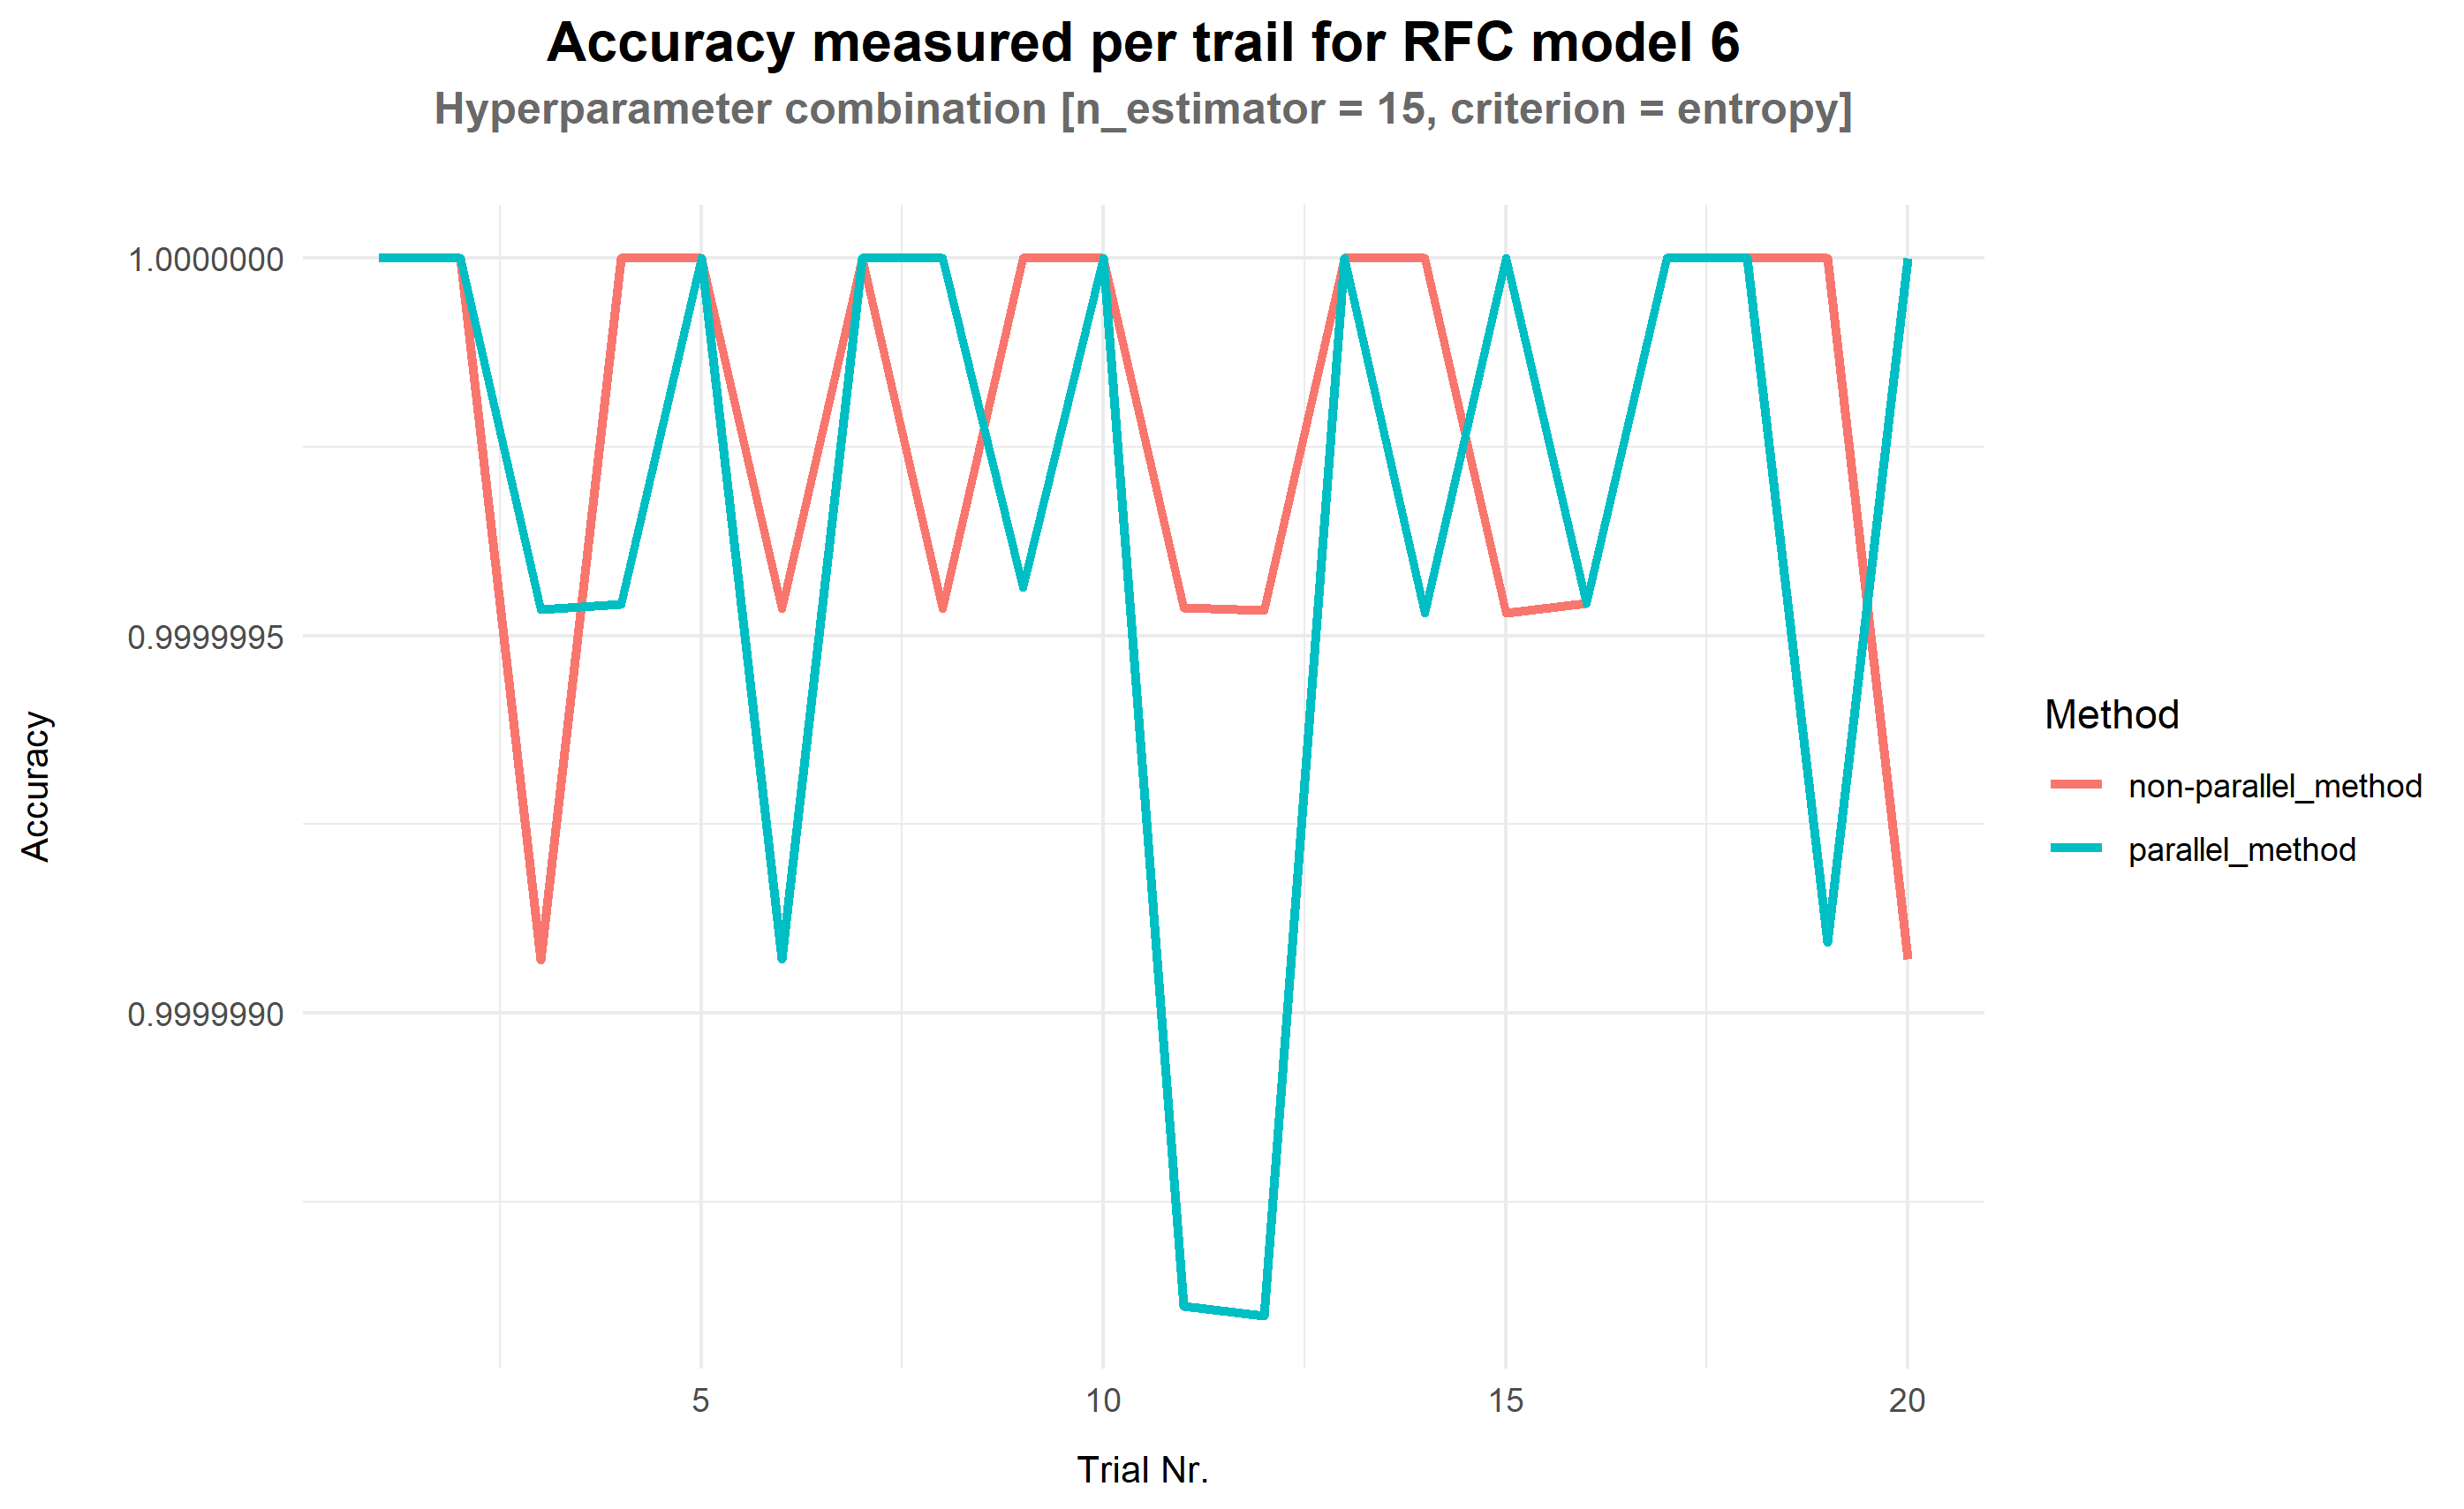 Accuracy measured per trail for RFC model 6
Hyperparameter combination [n_estimator = 15, criterion = entropy]
1.0000000
0.9999995
0.9999990
Accuracy
5
10
15
20
Trial Nr.
Method
non-parallel_method
parallel_method